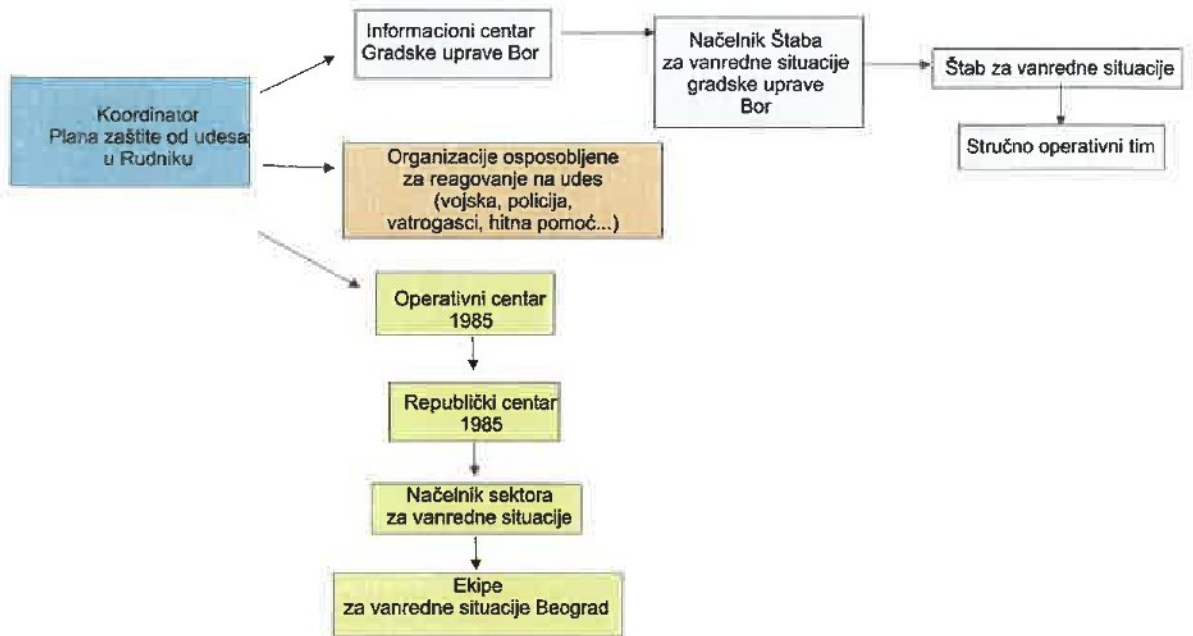 Informacioni centar
Gradske uprave Bor
Načelnik Štaba
za vanredne situacije
gradske uprave
Bor
Štab za vanredne situacije
Stručno operativni tim
Koordinator
Plana zaštite od udesa
u Rudniku
Organizacije osposobljene
za reagovanje na udes
(vojska, policija,
vatrogasci, hitna pomoć...)
Operativni centar
1985
Republički centar
1985
Načelnik sektora
za vanredne situacije
Ekipe
za vanredne situacije Beograd